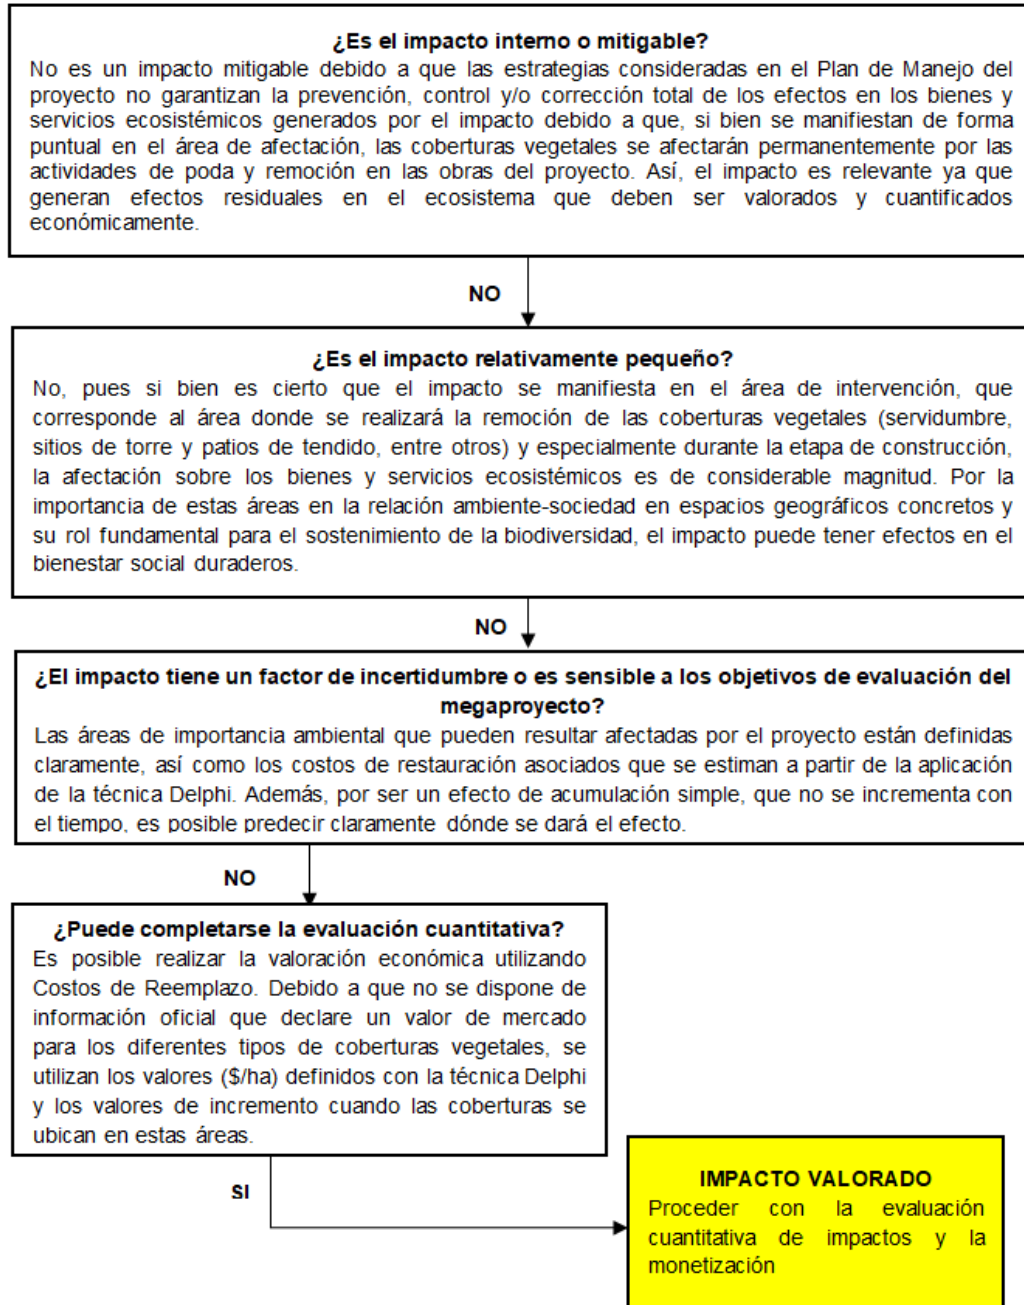 ¿Es el impacto interno o mitigable?
No es un impacto mitigable debido a que las estrategias consideradas en el Plan de Manejo del
proyecto no garantizan la prevención, control y/o corrección total de los efectos en los bienes y
servicios ecosistémicos generados por el impacto debido a que, si bien se manifiestan de forma
puntual en el área de afectación, las coberturas vegetales se afectarán permanentemente por las
actividades de poda y remoción en las obras del proyecto. Así, el impacto es relevante ya que
generan efectos residuales en el ecosistema que deben ser valorados y cuantificados
económicamente.
NO
¿Es el impacto relativamente pequeño?
No, pues si bien es cierto que el impacto se manifiesta en el área de intervención, que
corresponde al área donde se realizará la remoción de las coberturas vegetales (servidumbre,
sitios de torre y patios de tendido, entre otros) y especialmente durante la etapa de construcción,
la afectación sobre los bienes y servicios ecosistémicos es de considerable magnitud. Por la
importancia de estas áreas en la relación ambiente-sociedad en espacios geográficos concretos y
su rol fundamental para el sostenimiento de la biodiversidad, el impacto puede tener efectos en el
bienestar social duraderos.
NO
¿El impacto tiene un factor de incertidumbre o es sensible a los objetivos de evaluación del
megaproyecto?
Las áreas de importancia ambiental que pueden resultar afectadas por el proyecto están definidas
claramente, así como los costos de restauración asociados que se estiman a partir de la aplicación
de la técnica Delphi. Además, por ser un efecto de acumulación simple, que no se incrementa con
el tiempo, es posible predecir claramente dónde se dará el efecto.
NO
¿Puede completarse la evaluación cuantitativa?
Es posible realizar la valoración económica utilizando
Costos de Reemplazo. Debido a que no se dispone de
información oficial que declare un valor de mercado
para los diferentes tipos de coberturas vegetales, se
utilizan los valores ($/ha) definidos con la técnica Delphi
y los valores de incremento cuando las coberturas se
ubican en estas áreas.
SI
IMPACTO VALORADO
Proceder con la evaluación
cuantitativa de impactos y la
monetización